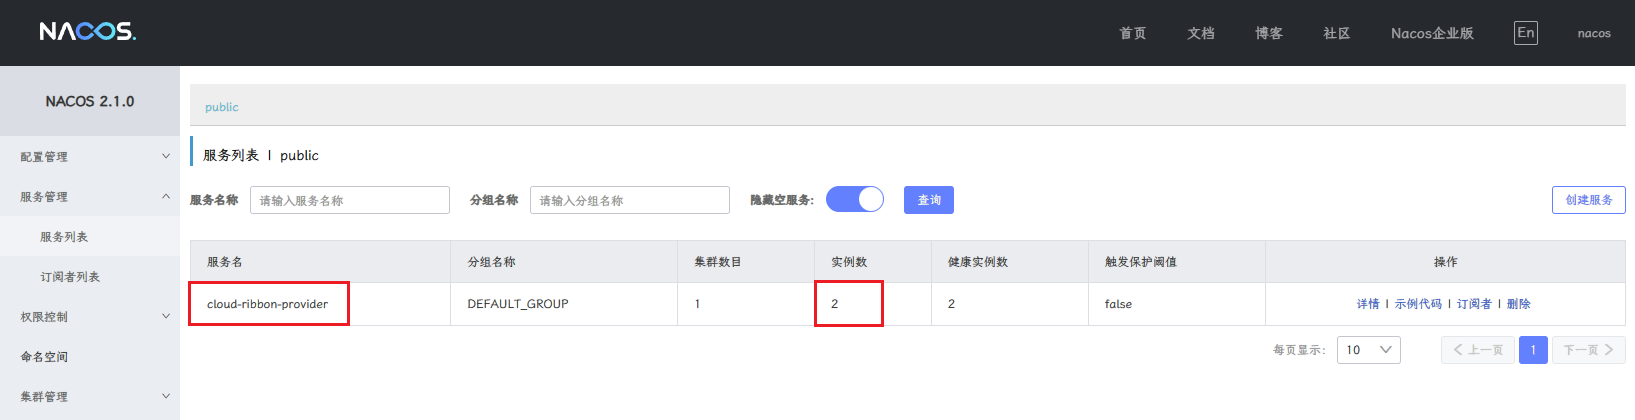 NACOS.
首页 文档 博客 社区 Nacos企业版 En nacos
NACOS 2.1.0
配置管理
服务管理
服务列表
订阅者列表
权限控制
命名空间
集群管理
public
服务列表 | public
服务名称 请输入服务名称 分组名称 请输入分组名称 隐藏空服务: 查询 创建服务
服务名 分组名称 集群数目 实例数 健康实例数 触发保护阈值 操作
cloud-ribbon-provider DEFAULT_GROUP 1 2 2 false 详情 | 示例代码 | 订阅者 | 删除
每页显示: 10 上一页 1 下一页